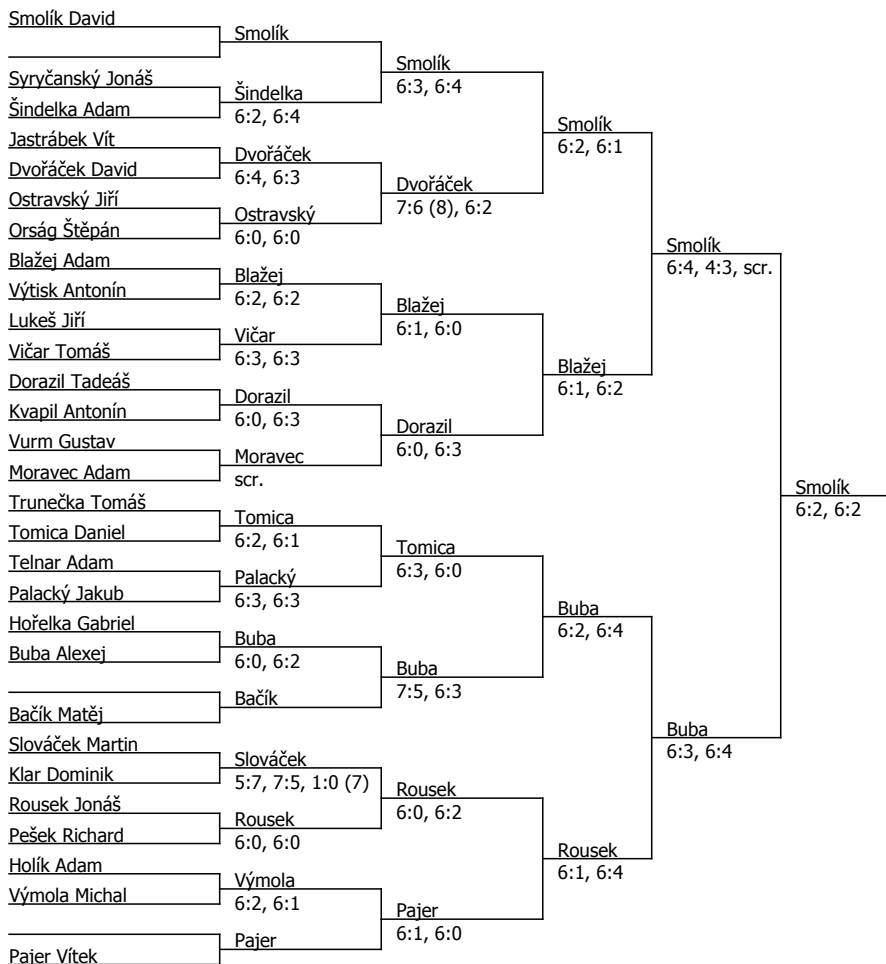 Smolík David
Smolík
Smolík
6:3, 6:4
Syryčanský Jonáš
Šindelka
6:2, 6:4
Šindelka Adam
Smolík
6:2, 6:1
Jastrábek Vít
Dvořáček
6:4, 6:3
Dvořáček David
Dvořáček
7:6 (8), 6:2
Ostravský Jiří
Ostravský
6:0, 6:0
Orság Štěpán
Smolík
6:4, 4:3, scr.
Blažej Adam
Blažej
6:2, 6:2
Výtisk Antonín
Blažej
6:1, 6:0
Lukeš Jiří
Vičar
6:3, 6:3
Vičar Tomáš
Blažej
6:1, 6:2
Dorazil Tadeáš
Dorazil
6:0, 6:3
Kvapil Antonín
Dorazil
6:0, 6:3
Vurm Gustav
Moravec
scr.
Moravec Adam
Smolík
6:2, 6:2
Trunečka Tomáš
Tomica
6:2, 6:1
Tomica Daniel
Tomica
6:3, 6:0
Telnar Adam
Palacký
6:3, 6:3
Palacký Jakub
Buba
6:2, 6:4
Hořelka Gabriel
Buba
6:0, 6:2
Buba Alexej
Buba
7:5, 6:3
Bačík
Bačík Matěj
Buba
6:3, 6:4
Slováček Martin
Slováček
5:7, 7:5, 1:0 (7)
Klar Dominik
Rousek
6:0, 6:2
Rousek Jonáš
Rousek
6:0, 6:0
Pešek Richard
Rousek
6:1, 6:4
Holík Adam
Výmola
6:2, 6:1
Výmola Michal
Pajer
6:1, 6:0
Pajer
Pajer Vítek